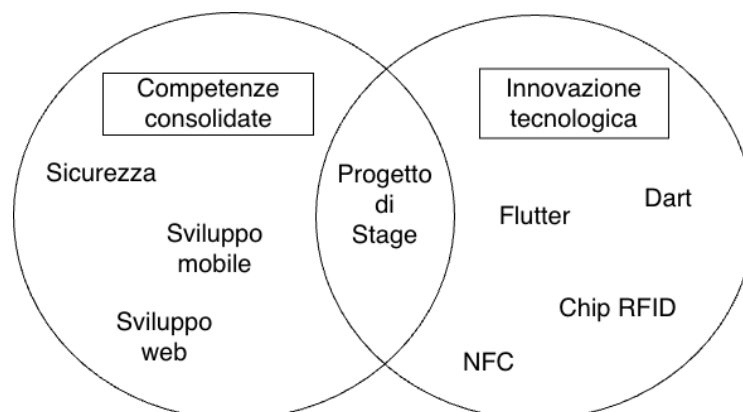 Competenze
consolidate
Sicurezza
Sviluppo
mobile
Sviluppo
web
Progetto
di
Stage
Innovazione
tecnologica
Flutter
Dart
Chip RFID
NFC